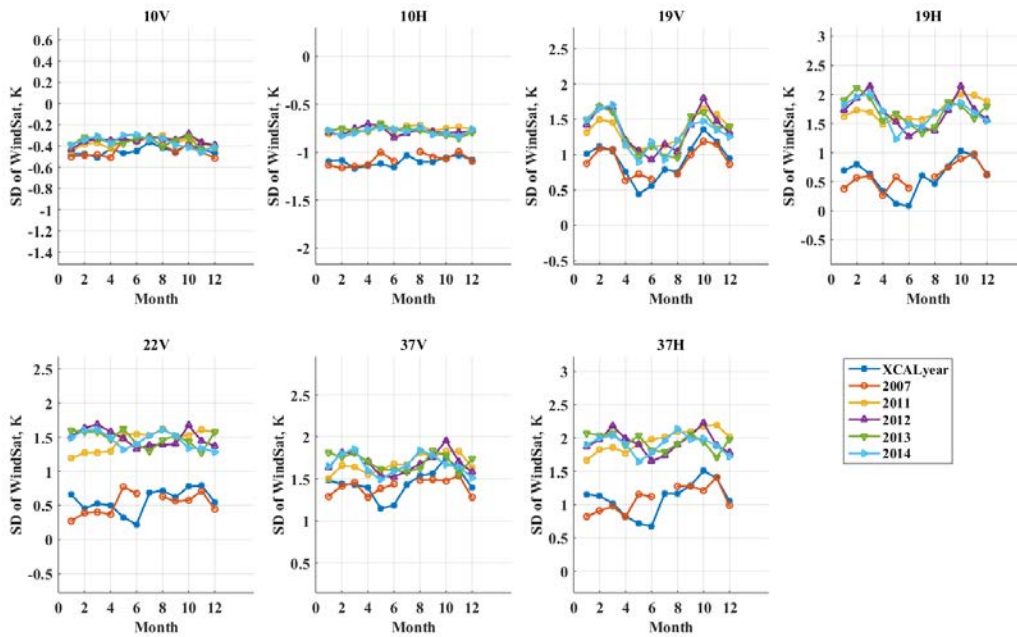 10V
10H
19V
19H
SD of WindSat, K
0.6
0.4
0.2
0
-0.2
-0.4
-0.6
-0.8
-1
-1.2
-1.4
0 2 4 6 8 10 12
Month
SD of WindSat, K
0
-0.5
-1
-1.5
-2
0 2 4 6 8 10 12
Month
SD of WindSat, K
2.5
2
1.5
1
0.5
0
-0.5
0 2 4 6 8 10 12
Month
SD of WindSat, K
3
2.5
2
1.5
1
0.5
0
-0.5
0 2 4 6 8 10 12
Month
22V
37V
37H
SD of WindSat, K
2.5
2
1.5
1
0.5
0
-0.5
0 2 4 6 8 10 12
Month
SD of WindSat, K
2.5
2
1.5
1
0.5
0 2 4 6 8 10 12
Month
SD of WindSat, K
3
2.5
2
1.5
1
0.5
0
0 2 4 6 8 10 12
Month
XCALyear
2007
2011
2012
2013
2014